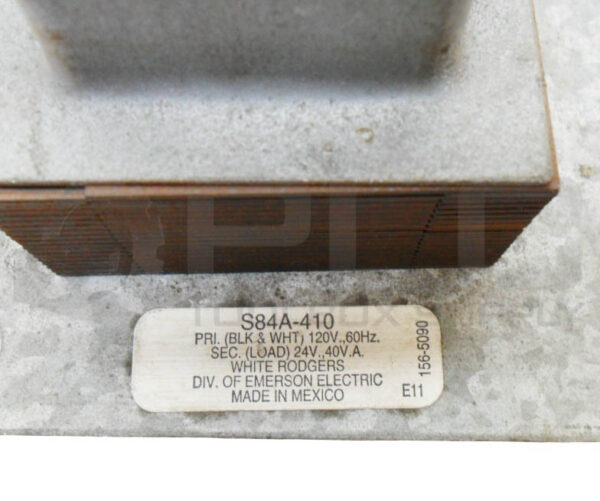 S84A-410
PRI. (BLK & WHT) 120V.,60Hz.
SEC. (LOAD) 24V.,40V.A.
WHITE RODGERS
DIV. OF EMERSON ELECTRIC
MADE IN MEXICO
E11
156-5090